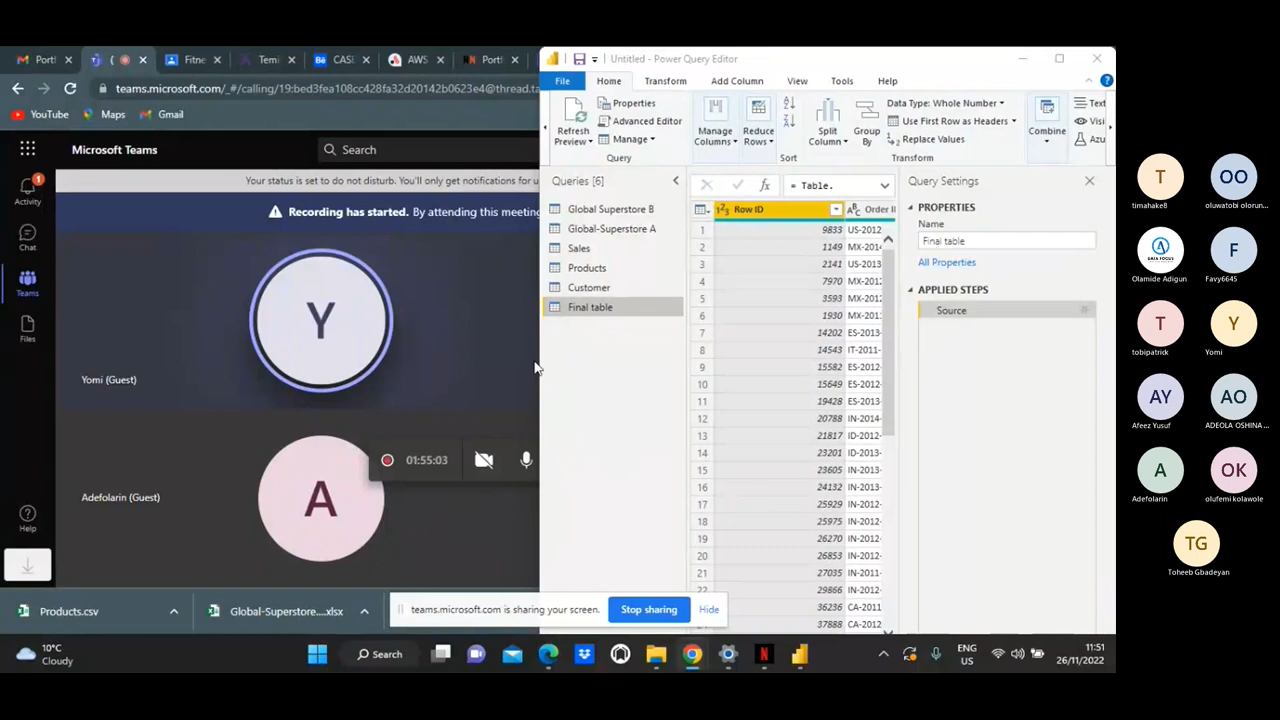 Portf
(
Fitne
Temi
CASE
AWS
Portf
teams.microsoft.com/_#/calling/19:bed3fea108cc428fa32d20142b0623e4@thread.ta
YouTube
Maps
Gmail
Microsoft Teams
Search
Your status is set to do not disturb. You'll only get notifications for u
Recording has started. By attending this meeting
1
Activity
Chat
Teams
Files
Help
Y
Yomi (Guest)
A
Adefolarin (Guest)
01:55:03
Products.csv
Global-Superstore....xlsx
teams.microsoft.com is sharing your screen.
Stop sharing
Hide
Untitled - Power Query Editor
File
Home
Transform
Add Column
View
Tools
Help
Refresh
Preview
Properties
Advanced Editor
Manage
Query
Manage
Columns
Reduce
Rows
Sort
Split
Column
Group
By
Data Type: Whole Number
Use First Row as Headers
Replace Values
Transform
Combine
Text
Visi
Azu
Queries [6]
Global Superstore B
Global-Superstore A
Sales
Products
Customer
Final table
fx
= Table.
1 2 3 Row ID
A B C Order I
1 9833 US-2012
2 1149 MX-2014
3 2141 US-2013
4 7970 MX-2012
5 3593 MX-2012
6 1930 MX-201
7 14202 ES-2013-
8 14543 IT-2011-
9 15582 ES-2012-
10 15649 ES-2012-
11 19428 ES-2013-
12 20788 IN-2014-
13 21817 ID-2012-
14 23201 ID-2013-
15 23605 IN-2013-
16 24132 IN-2013-
17 25929 IN-2012-
18 25975 IN-2012-
19 26270 IN-2012-
20 26853 IN-2012-
21 27035 IN-2011-
22 29866 IN-2012-
36236 CA-2011
37888 CA-2012
Query Settings
PROPERTIES
Name
Final table
All Properties
APPLIED STEPS
Source
10°C
Cloudy
Search
ENG
US
11:51
26/11/2022
T
timahake8
OO
oluwatobi olorun...
GAIA FOCUS
Olamide Adigun
F
Favy6645
T
tobipatrick
Y
Yomi
AY
Afeez Yusuf
AO
ADEOLA OSHINA ...
A
Adefolarin
OK
olufemi kolawole
TG
Toheeb Gbadeyan